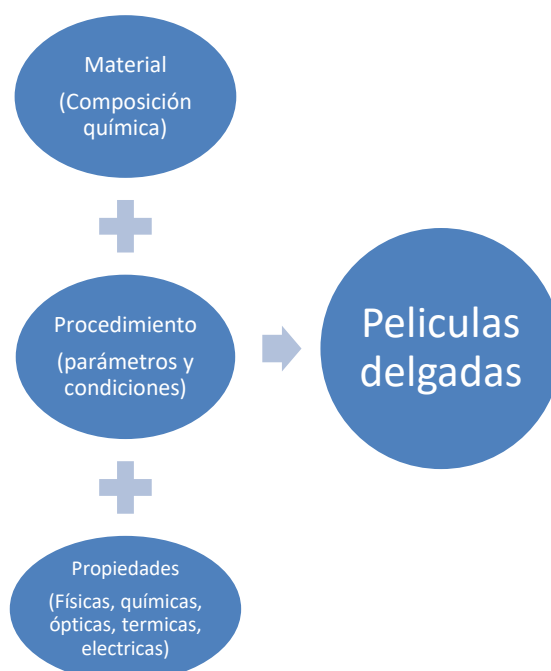 Material
(Composición
química)
Procedimiento
(parámetros y
condiciones)
Propiedades
(Físicas, químicas,
ópticas, termicas,
electricas)
Peliculas
delgadas